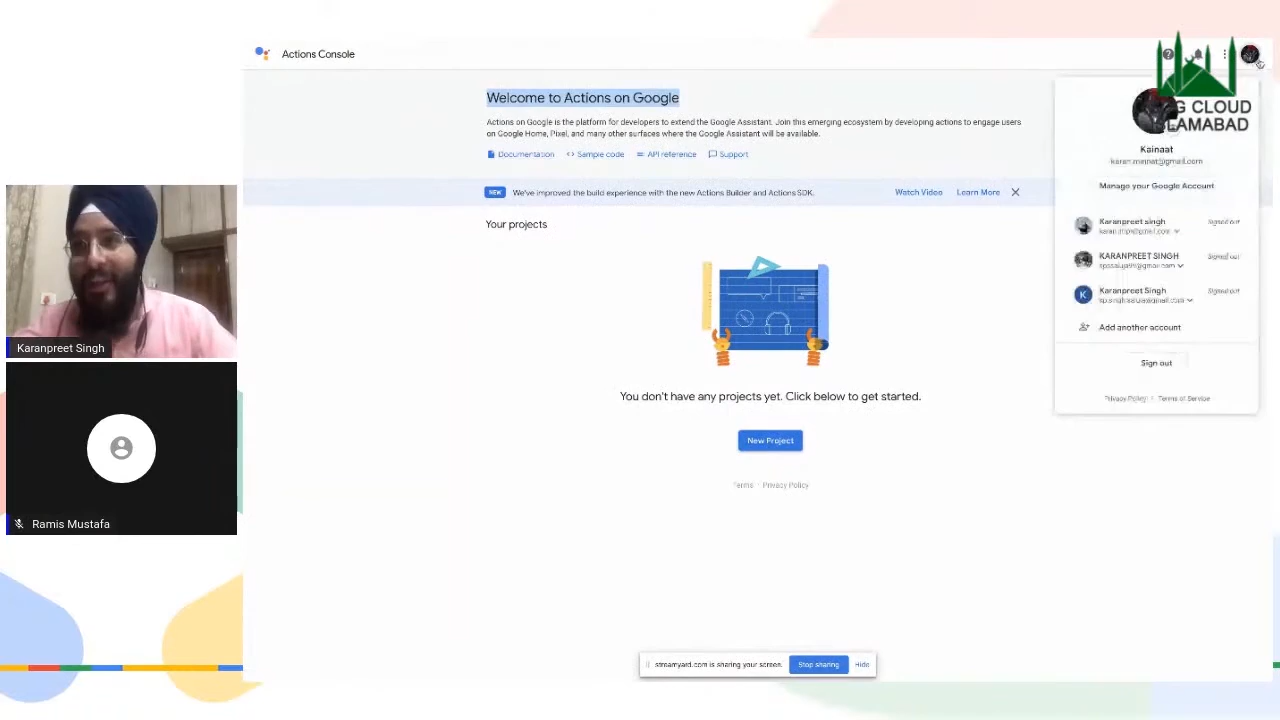 Actions Console
G CLOUD
LAMABAD
Welcome to Actions on Google
Actions on Google is the platform for developers to extend the Google Assistant. Join this emerging ecosystem by developing actions to engage users
on Google Home, Pixel, and many other surfaces where the Google Assistant will be available.
Documentation <> Sample code API reference Support
NEW We've improved the build experience with the new Actions Builder and Actions SDK. Watch Video Learn More
Your projects
You don't have any projects yet. Click below to get started.
New Project
Terms · Privacy Policy
Kainaat
Manage your Google Account
Karanpreet singh Signed out
KARANPREET SINGH Signed out
K Karanpreet Singh Signed out
Add another account
Sign out
Privacy Policy Terms of Service
Karanpreet Singh
Ramis Mustafa
streamyard.com is sharing your screen. Stop sharing Hide